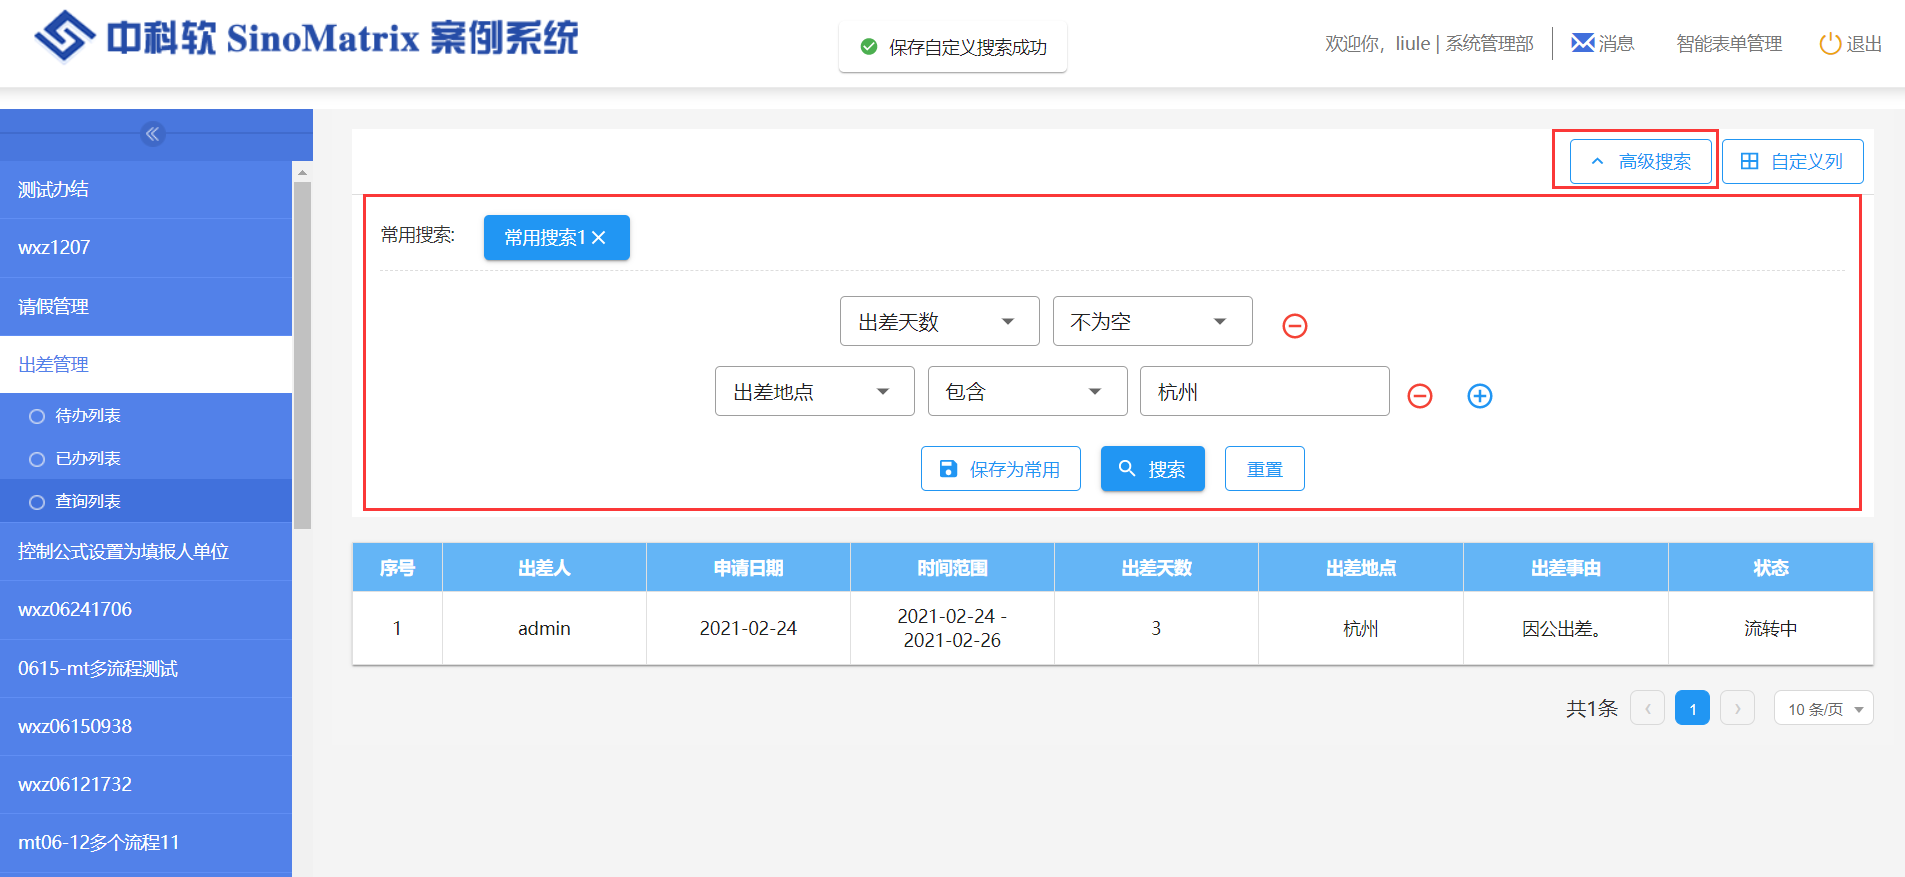 中科软 SinoMatrix 案例系统
保存自定义搜索成功
欢迎你，liule | 系统管理部
消息
智能表单管理
退出
测试办结
wxz1207
请假管理
出差管理
待办列表
已办列表
查询列表
控制公式设置为填报人单位
wxz06241706
0615-mt多流程测试
wxz06150938
wxz06121732
mt06-12多个流程11
高级搜索
自定义列
常用搜索:
常用搜索1
出差天数
不为空
出差地点
包含
杭州
保存为常用
搜索
重置
序号
出差人
申请日期
时间范围
出差天数
出差地点
出差事由
状态
1
admin
2021-02-24
2021-02-24 -
2021-02-26
3
杭州
因公出差。
流转中
共1条
1
10 条/页